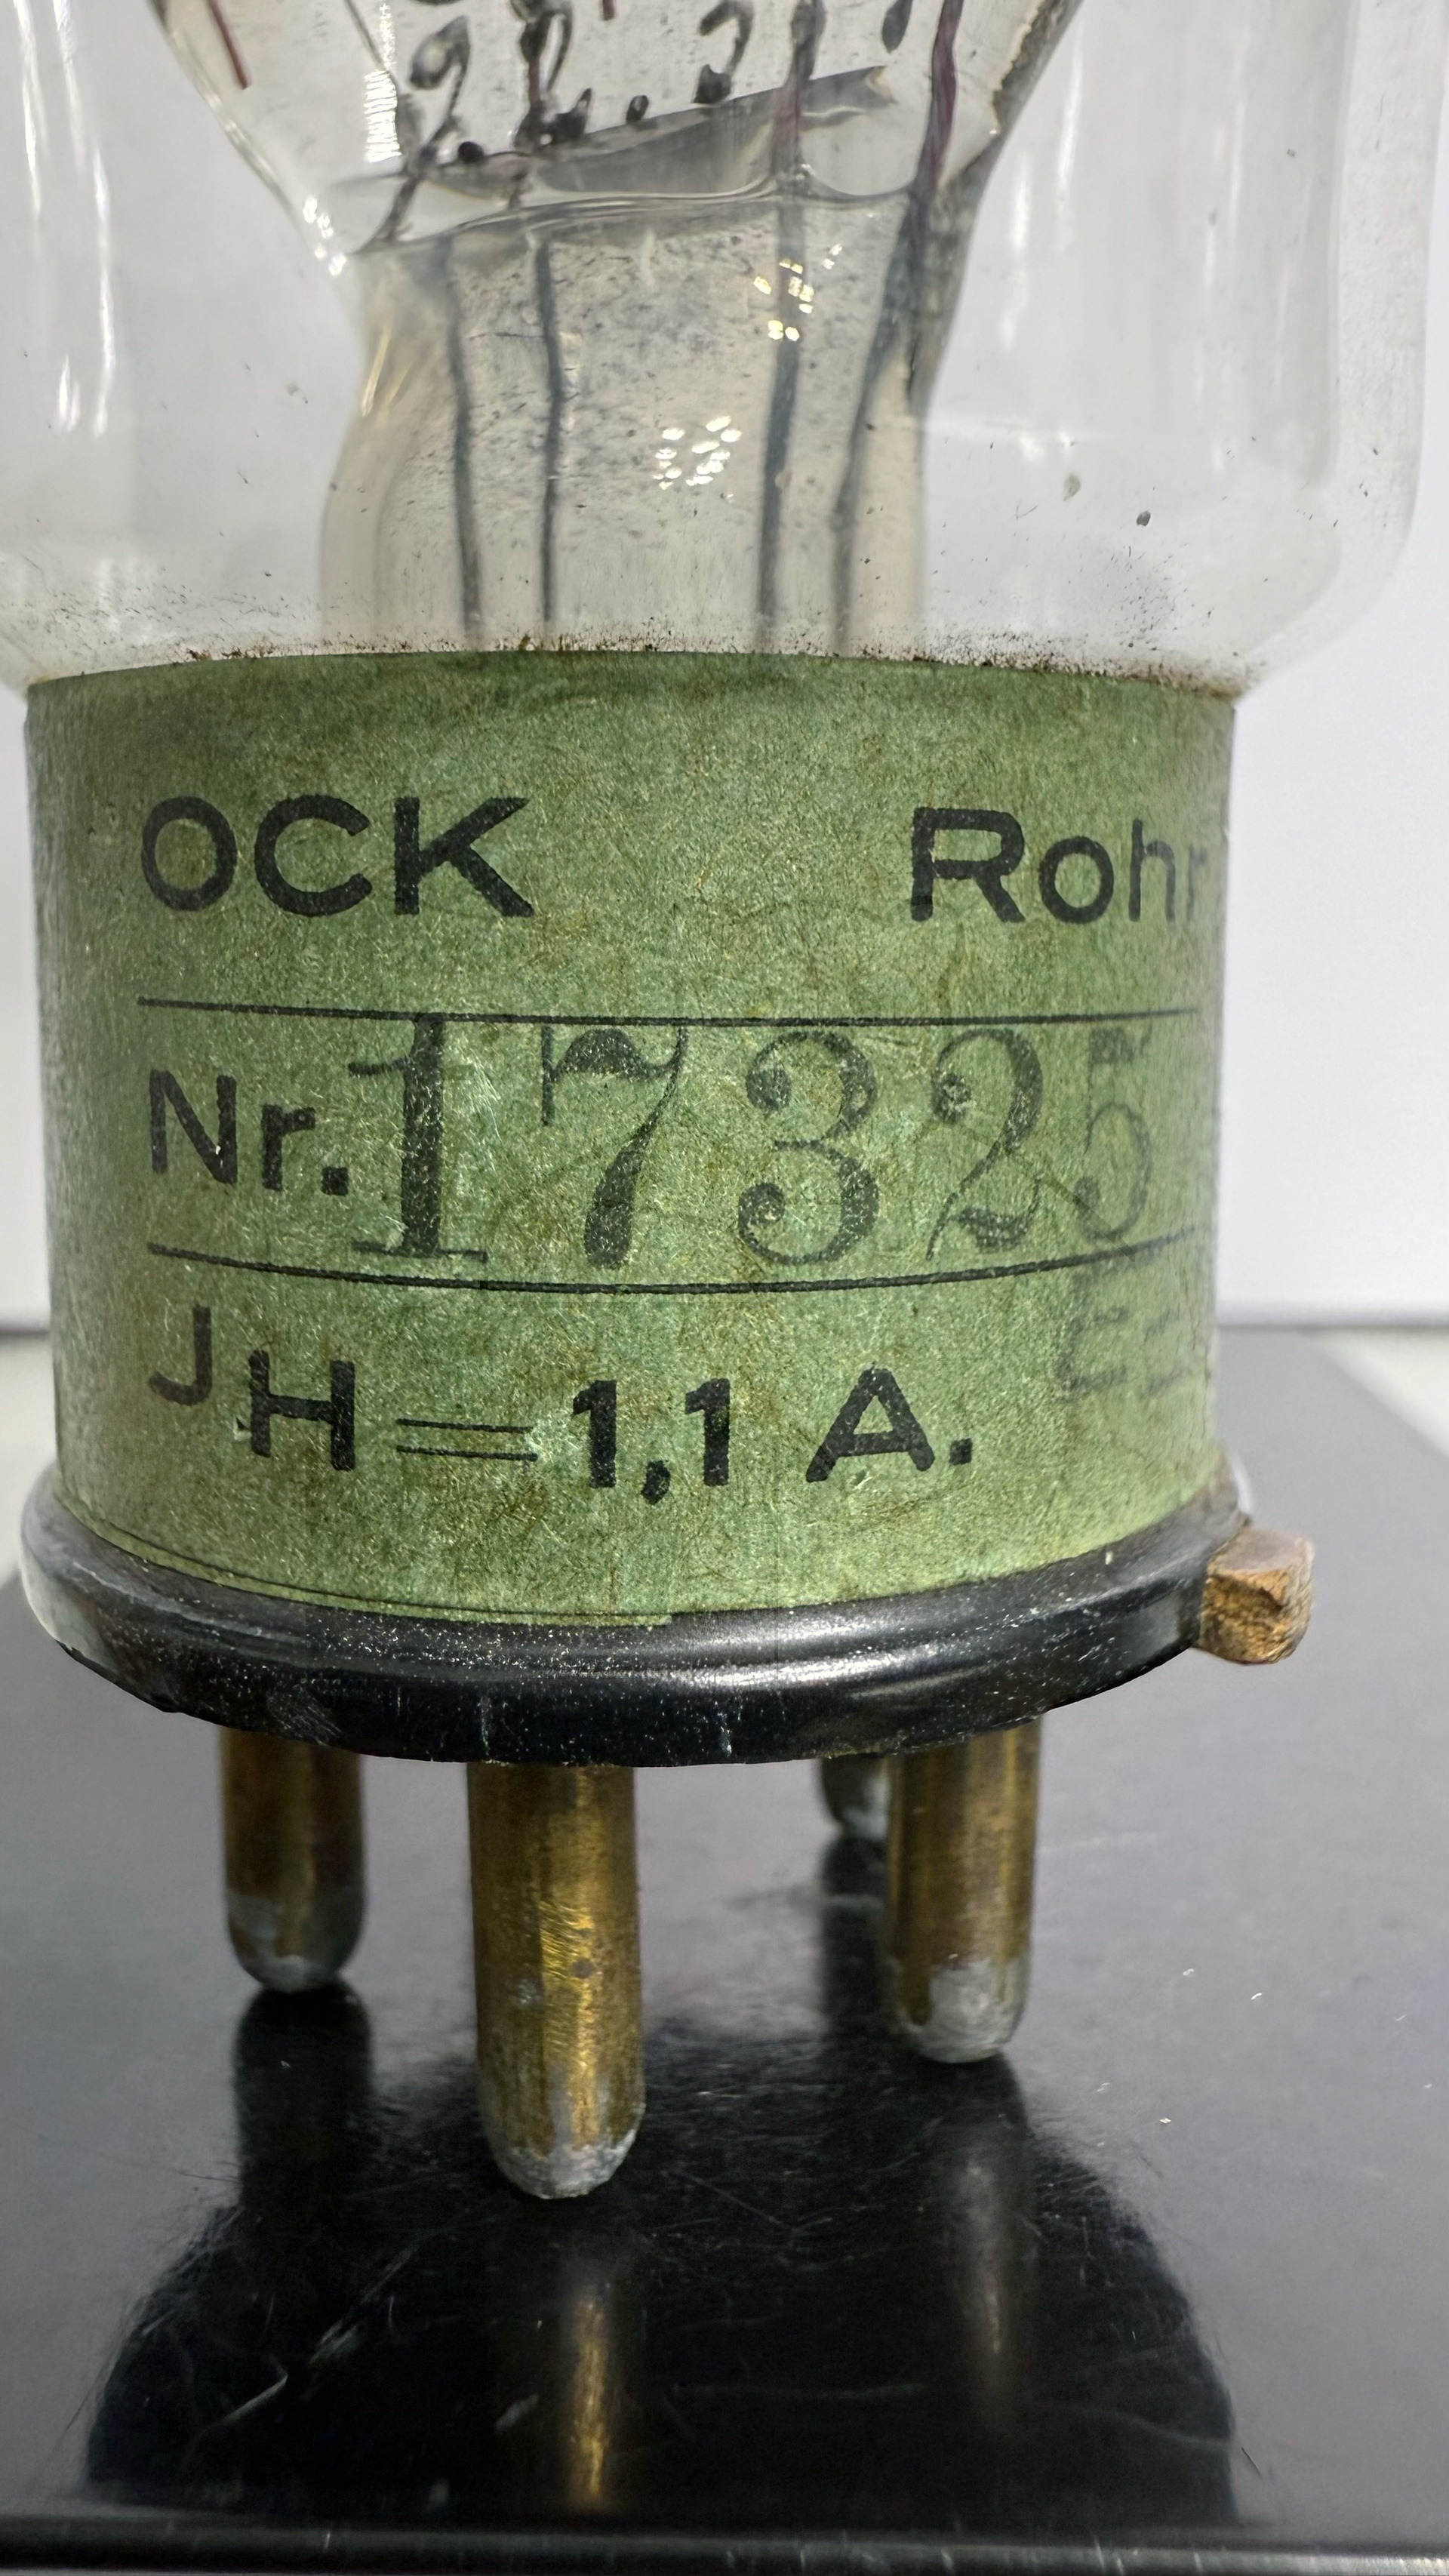 OCK Rohr
Nr. 17325
JH = 1,1 A.